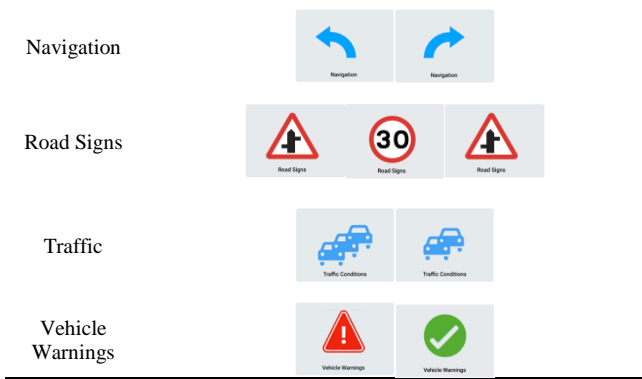 Navigation
Navigation
Navigation
Road Signs
30
Road Signs
Road Signs
Road Signs
Traffic
Traffic Conditions
Traffic Conditions
Vehicle
Warnings
!
Vehicle Warnings
Vehicle Warnings